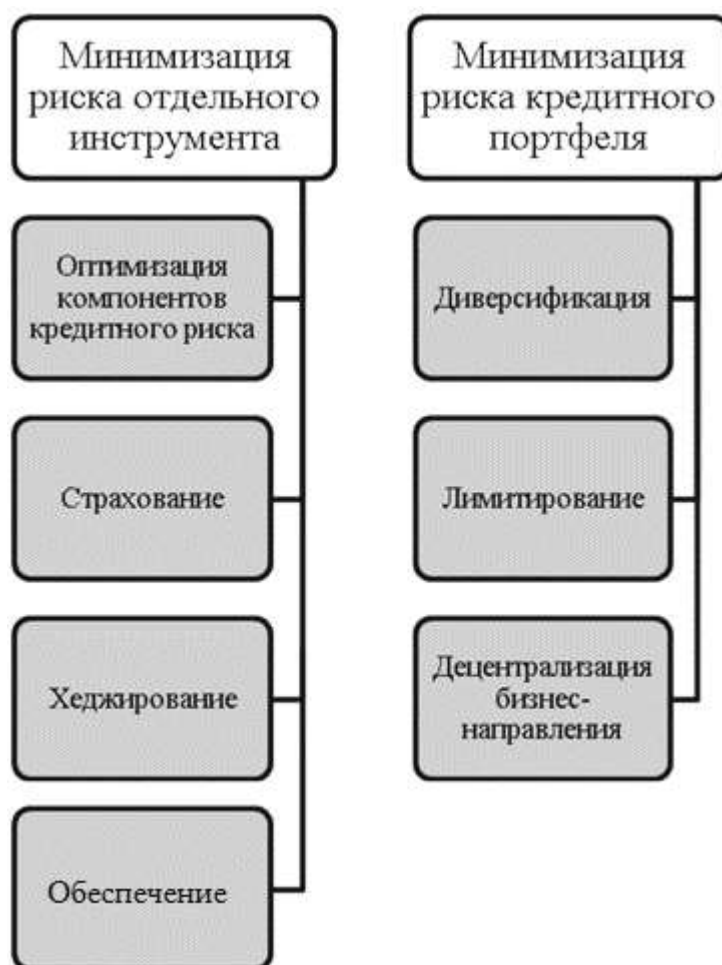 Минимизация
риска отдельного
инструмента
Оптимизация
компонентов
кредитного риска
Страхование
Хеджирование
Обеспечение
Минимизация
риска кредитного
портфеля
Диверсификация
Лимитирование
Децентрализация
бизнес-
направления